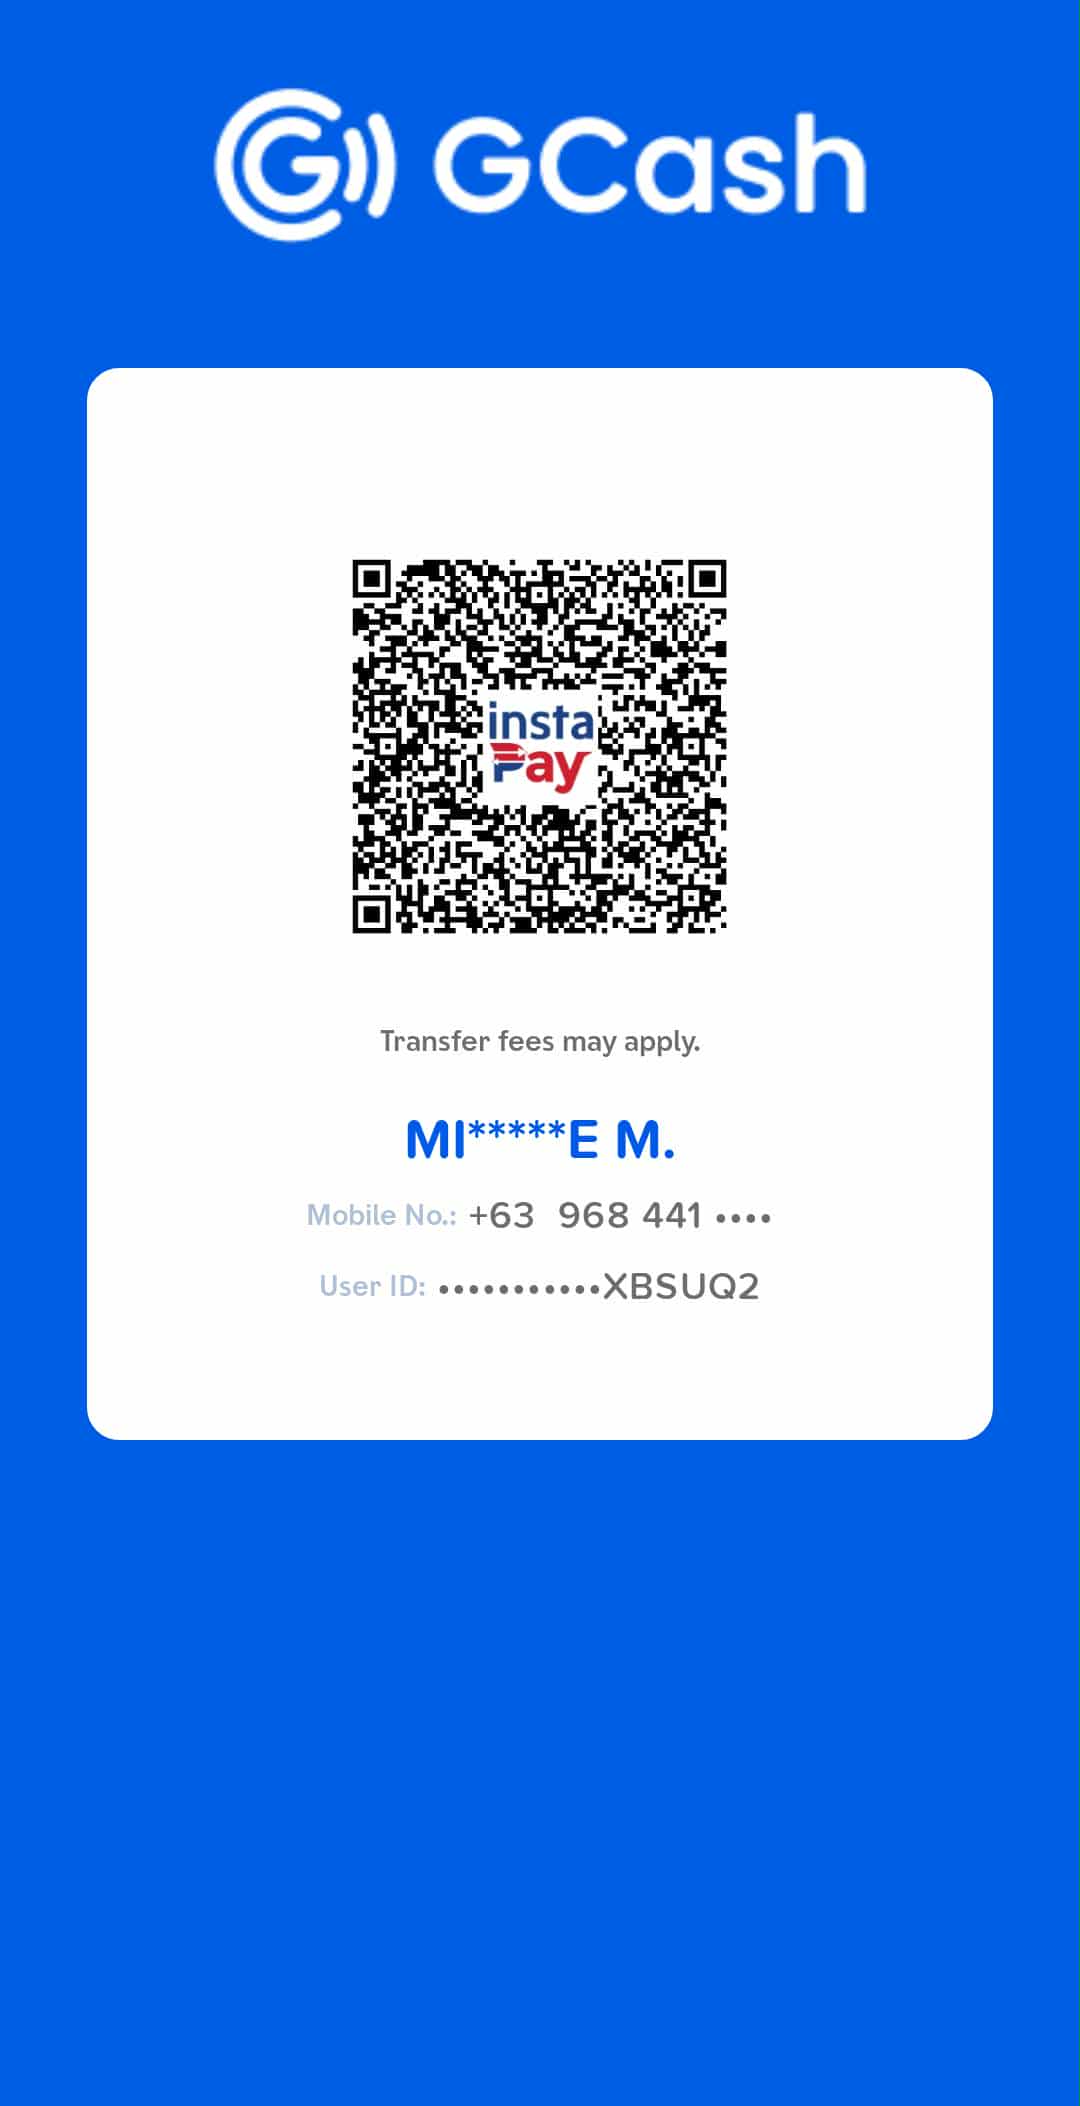 GCash
insta
Pay
Transfer fees may apply.
MI*****E M.
Mobile No.: +63  968 441 ••••
User ID: •••••••••••XBSUQ2